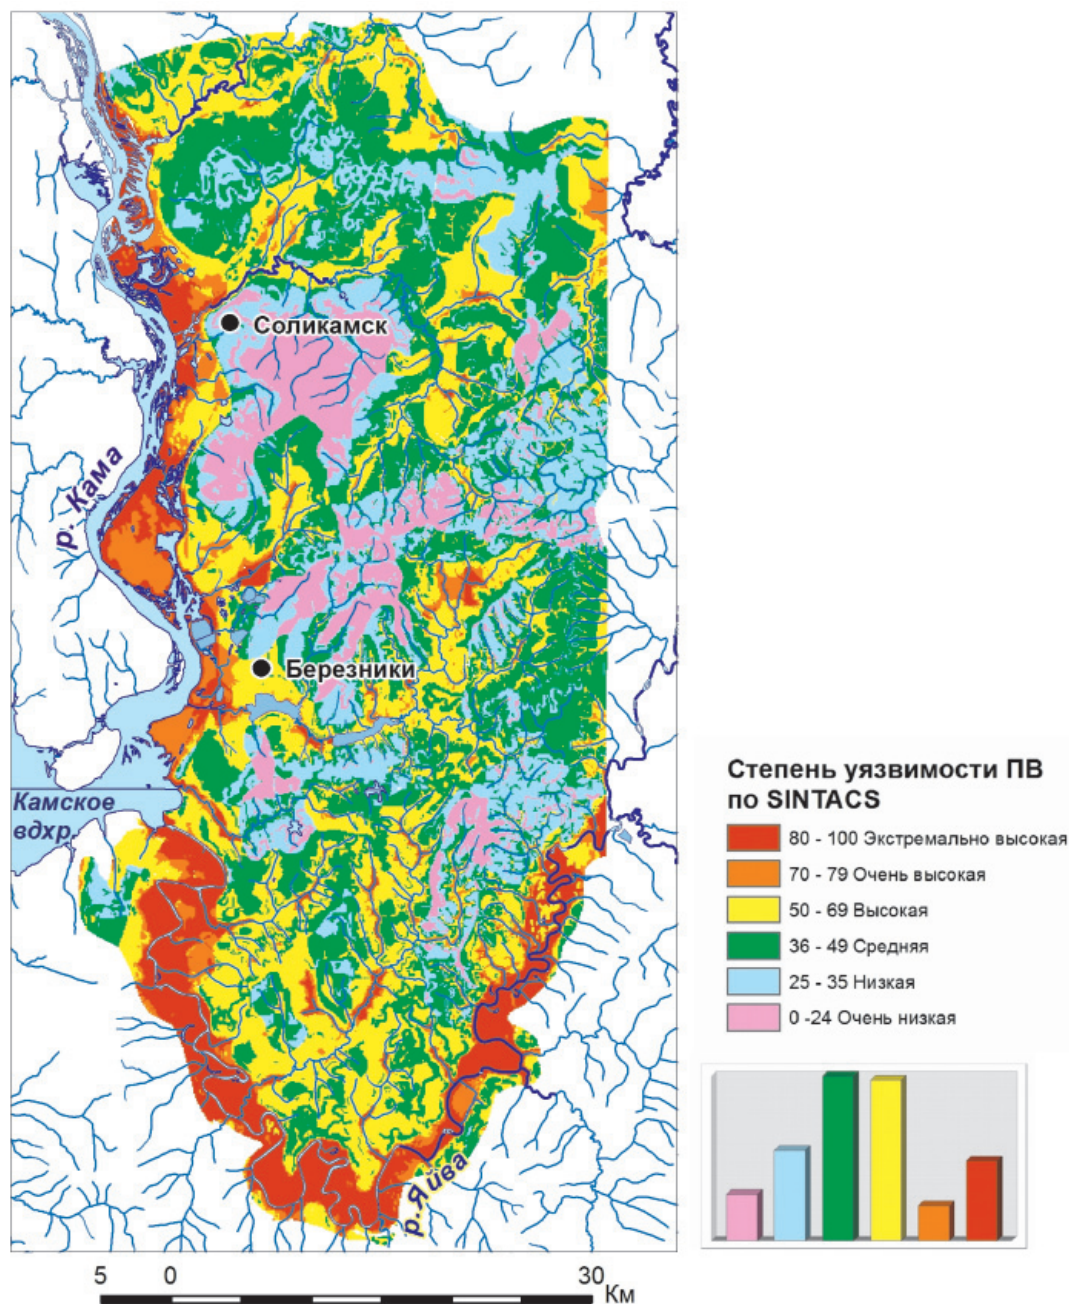 Соликамск
р. Кама
Березники
Камское
вдхр.
р. Яйва
5 0 30 Км
Степень уязвимости ПВ
по SINTACS
80 - 100 Экстремально высокая
70 - 79 Очень высокая
50 - 69 Высокая
36 - 49 Средняя
25 - 35 Низкая
0 -24 Очень низкая